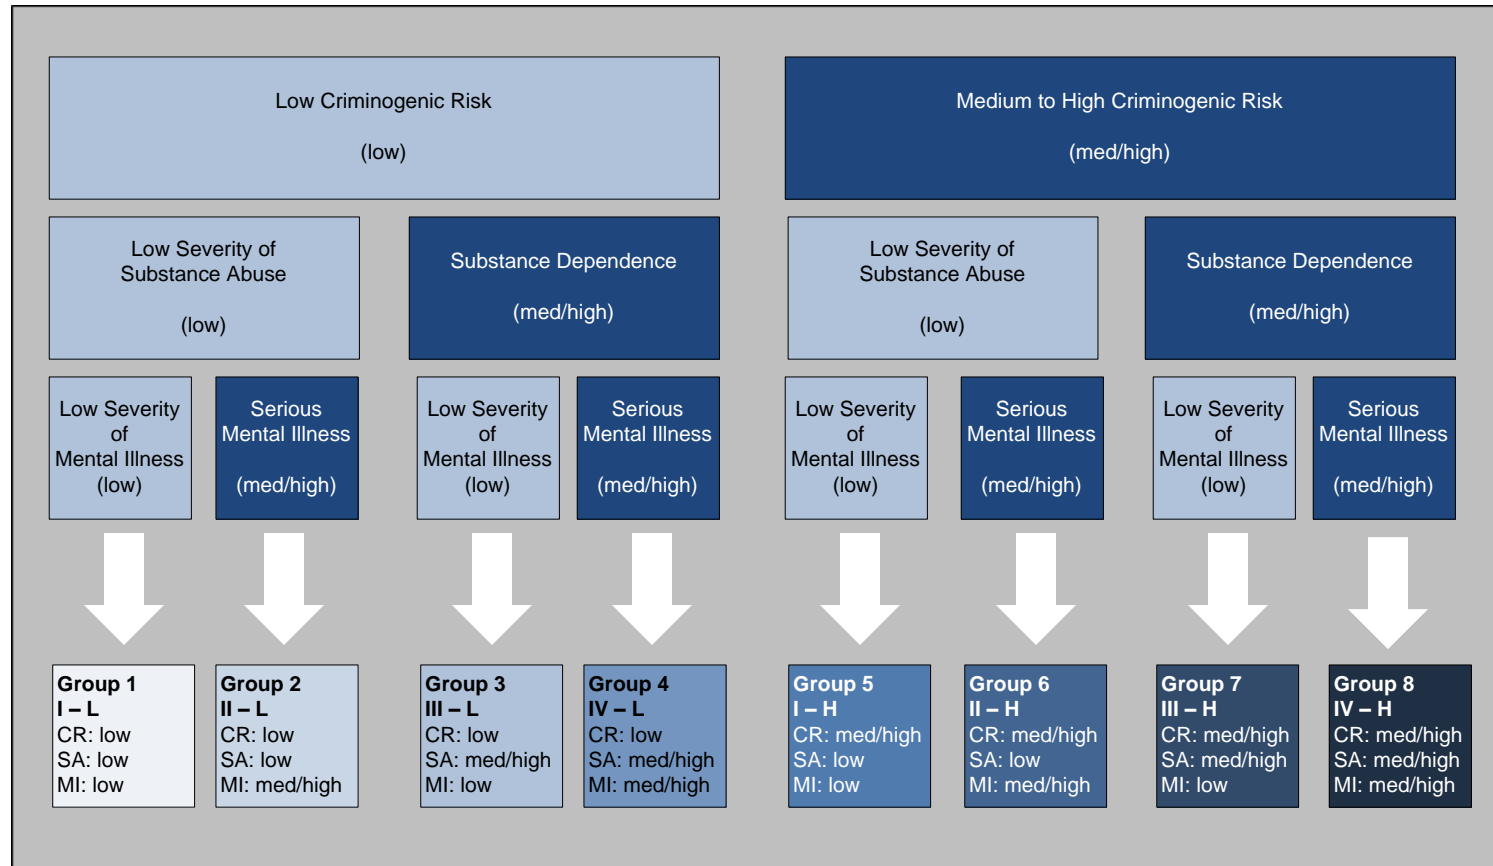 Low Criminogenic Risk
(low)
Medium to High Criminogenic Risk
(med/high)
Low Severity of
Substance Abuse
(low)
Substance Dependence
(med/high)
Low Severity of
Substance Abuse
(low)
Substance Dependence
(med/high)
Low Severity
of
Mental Illness
(low)
Serious
Mental Illness
(med/high)
Low Severity
of
Mental Illness
(low)
Serious
Mental Illness
(med/high)
Low Severity
of
Mental Illness
(low)
Serious
Mental Illness
(med/high)
Low Severity
of
Mental Illness
(low)
Serious
Mental Illness
(med/high)
Group 1
I – L
CR: low
SA: low
MI: low
Group 2
II – L
CR: low
SA: low
MI: med/high
Group 3
III – L
CR: low
SA: med/high
MI: low
Group 4
IV – L
CR: low
SA: med/high
MI: med/high
Group 5
I – H
CR: med/high
SA: low
MI: low
Group 6
II – H
CR: med/high
SA: low
MI: med/high
Group 7
III – H
CR: med/high
SA: med/high
MI: low
Group 8
IV – H
CR: med/high
SA: med/high
MI: med/high